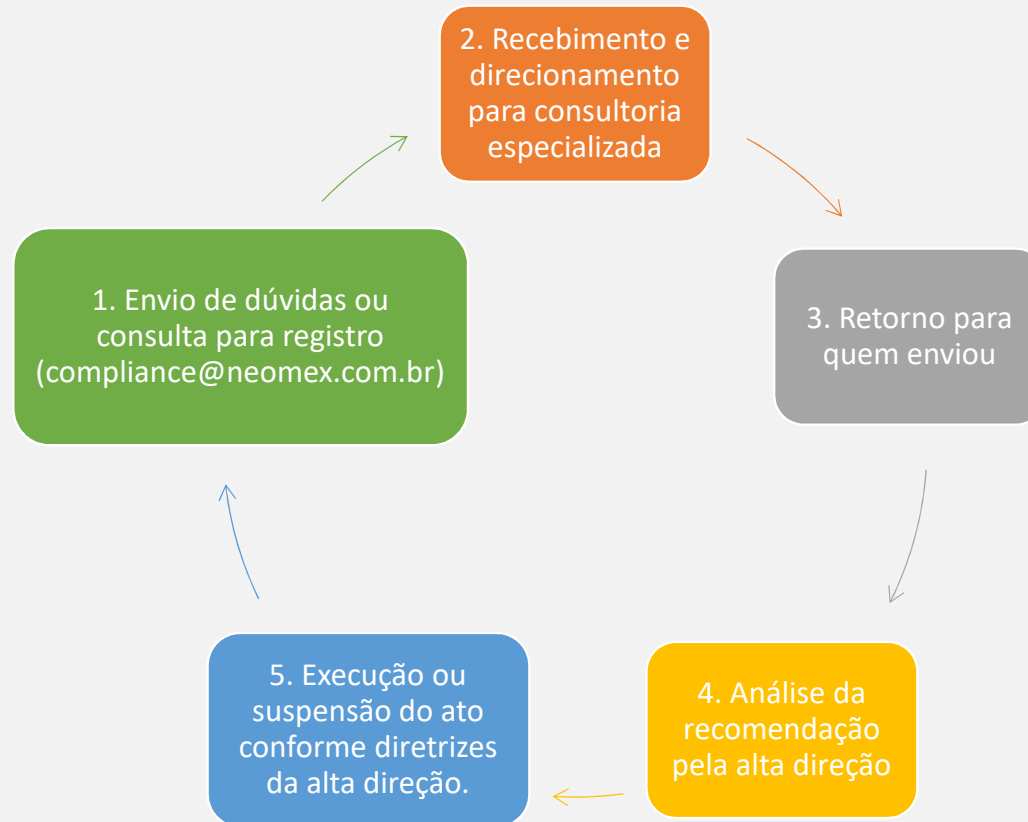 2. Recebimento e
direcionamento
para consultoria
especializada
1. Envio de dúvidas ou
consulta para registro
(compliance@neomex.com.br)
3. Retorno para
quem enviou
5. Execução ou
suspensão do ato
conforme diretrizes
da alta direção.
4. Análise da
recomendação
pela alta direção